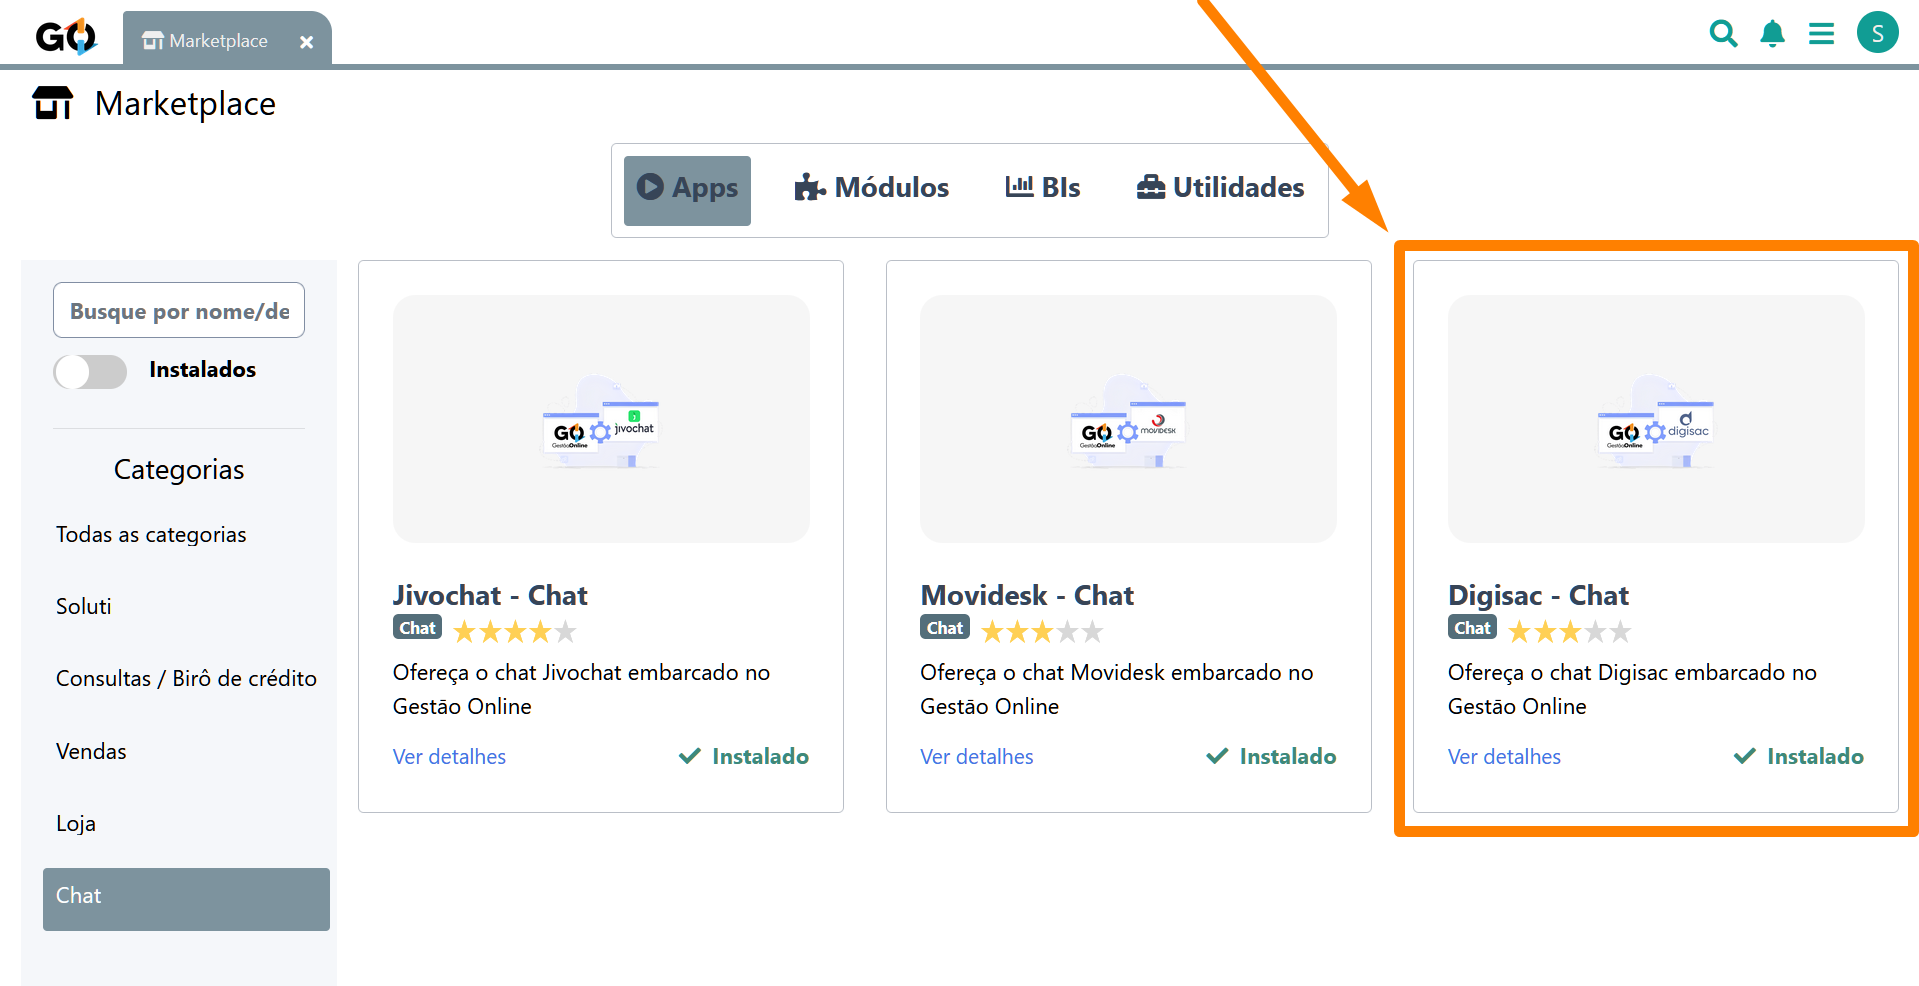 GO
Marketplace
S
Marketplace
Apps
Módulos
BIs
Utilidades
Busque por nome/de
Instalados
Categorias
Todas as categorias
Soluti
Consultas / Birô de crédito
Vendas
Loja
Chat
GO
GestãoOnline
jivochat
Jivochat - Chat
Chat
Ofereça o chat Jivochat embarcado no
Gestão Online
Ver detalhes
Instalado
GO
GestãoOnline
MOVIDESK
Movidesk - Chat
Chat
Ofereça o chat Movidesk embarcado no
Gestão Online
Ver detalhes
Instalado
GO
GestãoOnline
digisac
Digisac - Chat
Chat
Ofereça o chat Digisac embarcado no
Gestão Online
Ver detalhes
Instalado